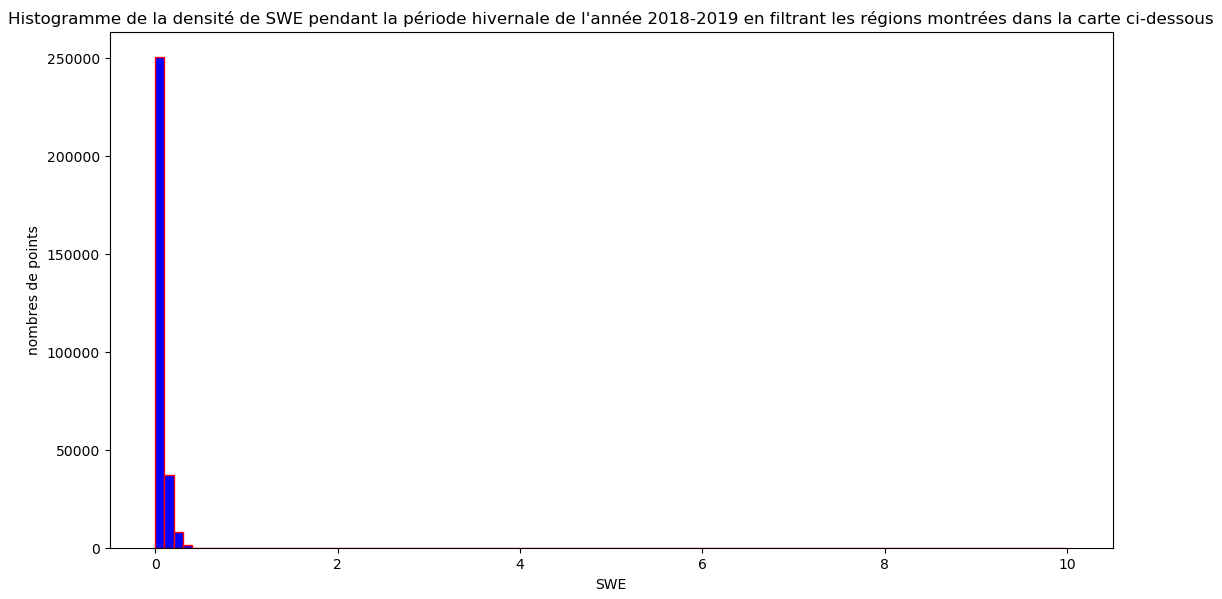 Histogramme de la densité de SWE pendant la période hivernale de l'année 2018-2019 en filtrant les régions montrées dans la carte ci-dessous
250000
200000
150000
100000
50000
0
nombres de points
0 2 4 6 8 10
SWE